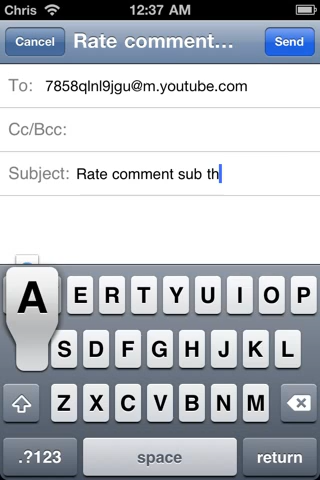 Chris 12:37 AM
Cancel Rate comment... Send
To: 7858qlnl9jgu@m.youtube.com
Cc/Bcc:
Subject: Rate comment sub th
A E R T Y U I O P
S D F G H J K L
Z X C V B N M
.?123 space return